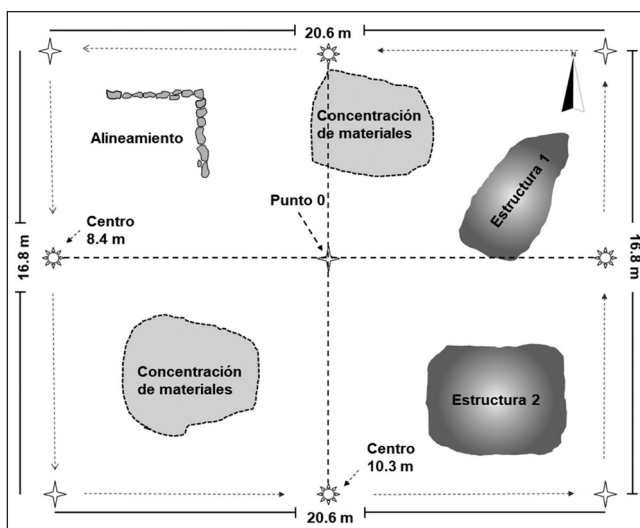 20.6 m
N
Concentración
de materiales
Alineamiento
Estructura 1
Punto 0
Centro
8.4 m
16.8 m
16.8 m
Concentración
de materiales
Estructura 2
Centro
10.3 m
20.6 m